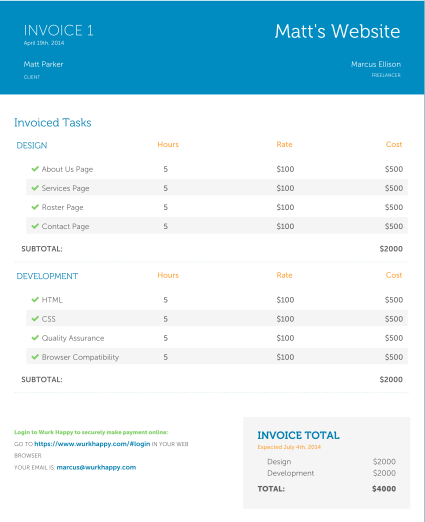 INVOICE 1
Matt's Website
April 19th, 2014
Matt Parker
Marcus Ellison
CLIENT
FREELANCER
Invoiced Tasks
DESIGN Hours Rate Cost
About Us Page 5 $100 $500
Services Page 5 $100 $500
Roster Page 5 $100 $500
Contact Page 5 $100 $500
SUBTOTAL: $2000
DEVELOPMENT Hours Rate Cost
HTML 5 $100 $500
CSS 5 $100 $500
Quality Assurance 5 $100 $500
Browser Compatibility 5 $100 $500
SUBTOTAL: $2000
Login to Wurk Happy to securely make payment online:
GO TO https://www.wurkhappy.com/#login IN YOUR WEB
BROWSER
YOUR EMAIL IS: marcus@wurkhappy.com
INVOICE TOTAL
Expected July 4th, 2014
Design $2000
Development $2000
TOTAL: $4000